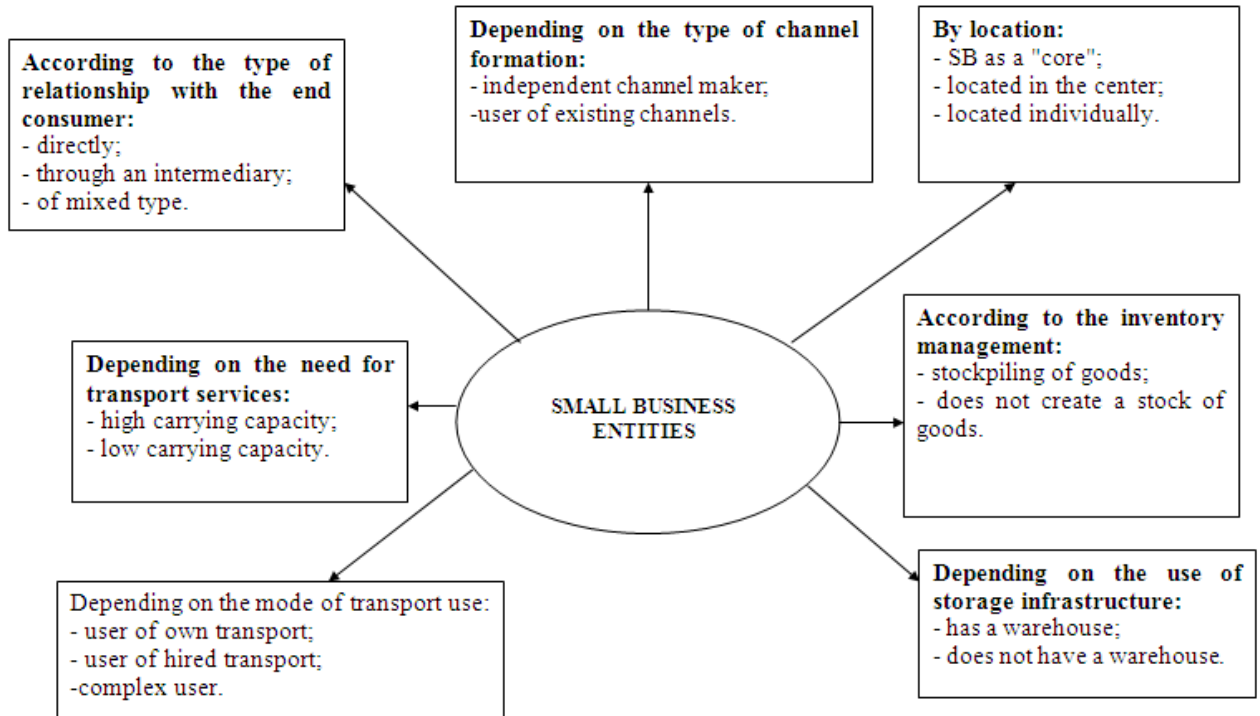 According to the type of
relationship with the end
consumer:
- directly;
- through an intermediary;
- of mixed type.
Depending on the type of channel
formation:
- independent channel maker;
-user of existing channels.
By location:
- SB as a "core";
- located in the center;
- located individually.
Depending on the need for
transport services:
- high carrying capacity;
- low carrying capacity.
SMALL BUSINESS
ENTITIES
According to the inventory
management:
- stockpiling of goods;
- does not create a stock of
goods.
Depending on the mode of transport use:
- user of own transport;
- user of hired transport;
-complex user.
Depending on the use of
storage infrastructure:
- has a warehouse;
- does not have a warehouse.